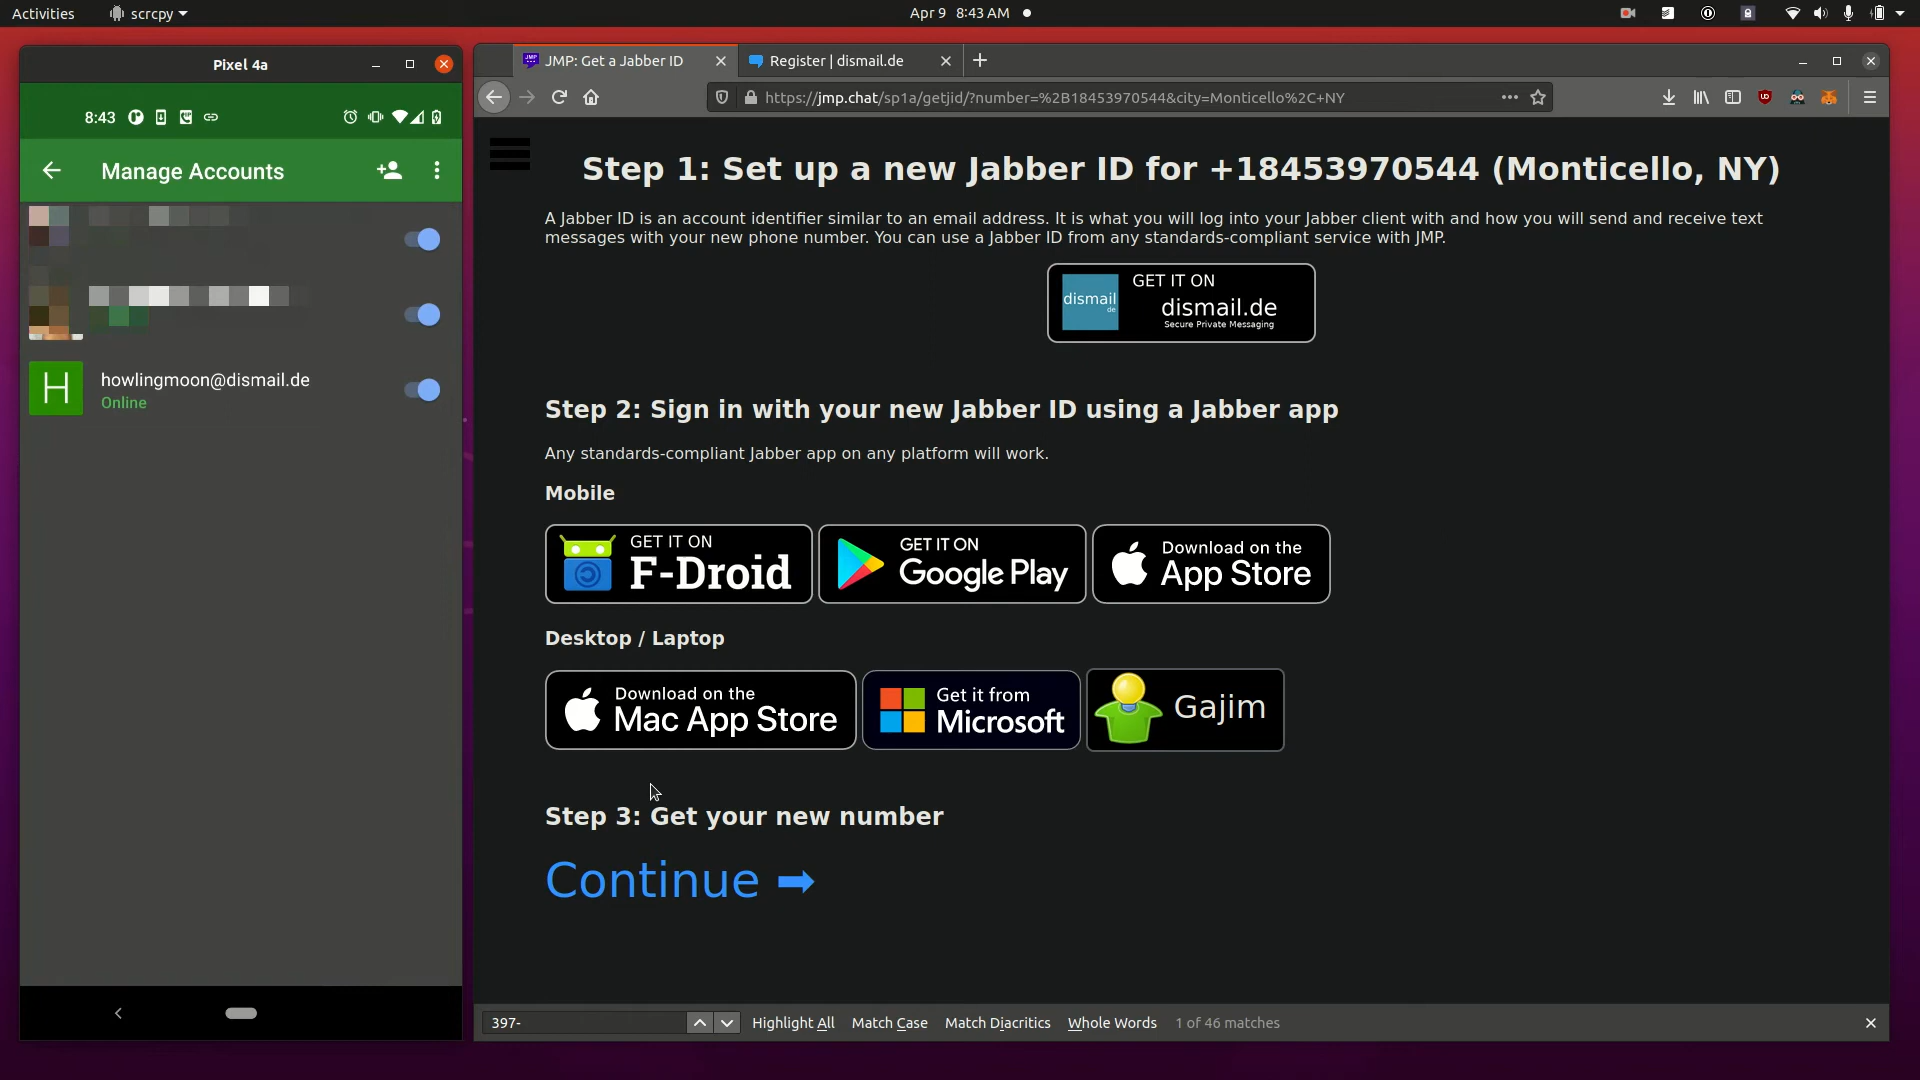 Activities
scrcpy
Apr 9 8:43 AM
Pixel 4a
8:43
Manage Accounts
howlingmoon@dismail.de
Online
JMP: Get a Jabber ID
Register | dismail.de
https://jmp.chat/sp1a/getjid/?number=%2B18453970544&city=Monticello%2C+NY
Step 1: Set up a new Jabber ID for +18453970544 (Monticello, NY)
A Jabber ID is an account identifier similar to an email address. It is what you will log into your Jabber client with and how you will send and receive text
messages with your new phone number. You can use a Jabber ID from any standards-compliant service with JMP.
dismail
de
GET IT ON
dismail.de
Secure Private Messaging
Step 2: Sign in with your new Jabber ID using a Jabber app
Any standards-compliant Jabber app on any platform will work.
Mobile
GET IT ON
F-Droid
GET IT ON
Google Play
Download on the
App Store
Desktop / Laptop
Download on the
Mac App Store
Get it from
Microsoft
Gajim
Step 3: Get your new number
Continue ➡
397-
Highlight All
Match Case
Match Diacritics
Whole Words
1 of 46 matches